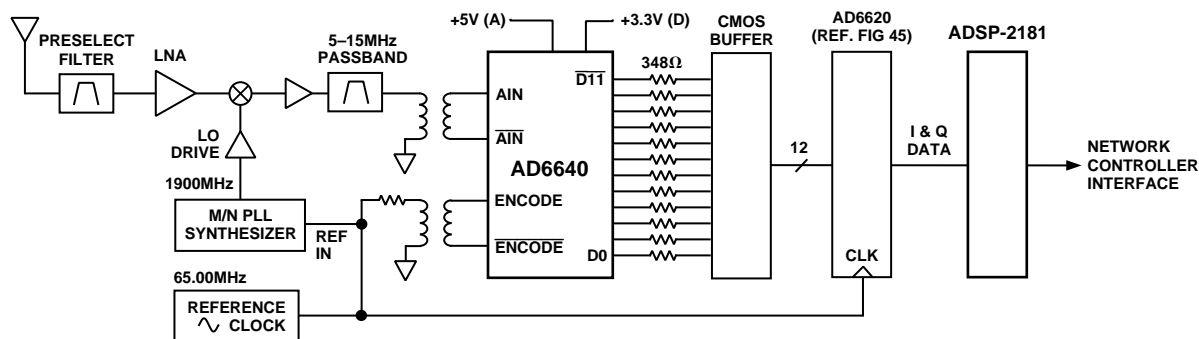 +5V (A)
+3.3V (D)
CMOS
BUFFER
AD6620
(REF. FIG 45)
ADSP-2181
PRESELECT
FILTER
LNA
5–15MHz
PASSBAND
348Ω
D11
AIN
AIN
LO
DRIVE
AD6640
12
I & Q
DATA
NETWORK
CONTROLLER
INTERFACE
1900MHz
M/N PLL
SYNTHESIZER
REF
IN
ENCODE
ENCODE
D0
CLK
65.00MHz
REFERENCE
CLOCK